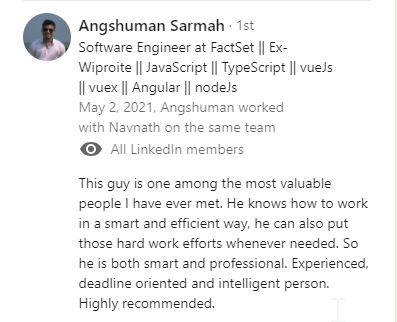 Angshuman Sarmah · 1st
Software Engineer at FactSet || Ex-
Wiproite || JavaScript || TypeScript || vueJs
|| vuex || Angular || nodeJs
May 2, 2021, Angshuman worked
with Navnath on the same team
All LinkedIn members
This guy is one among the most valuable
people I have ever met. He knows how to work
in a smart and efficient way, he can also put
those hard work efforts whenever needed. So
he is both smart and professional. Experienced,
deadline oriented and intelligent person.
Highly recommended.